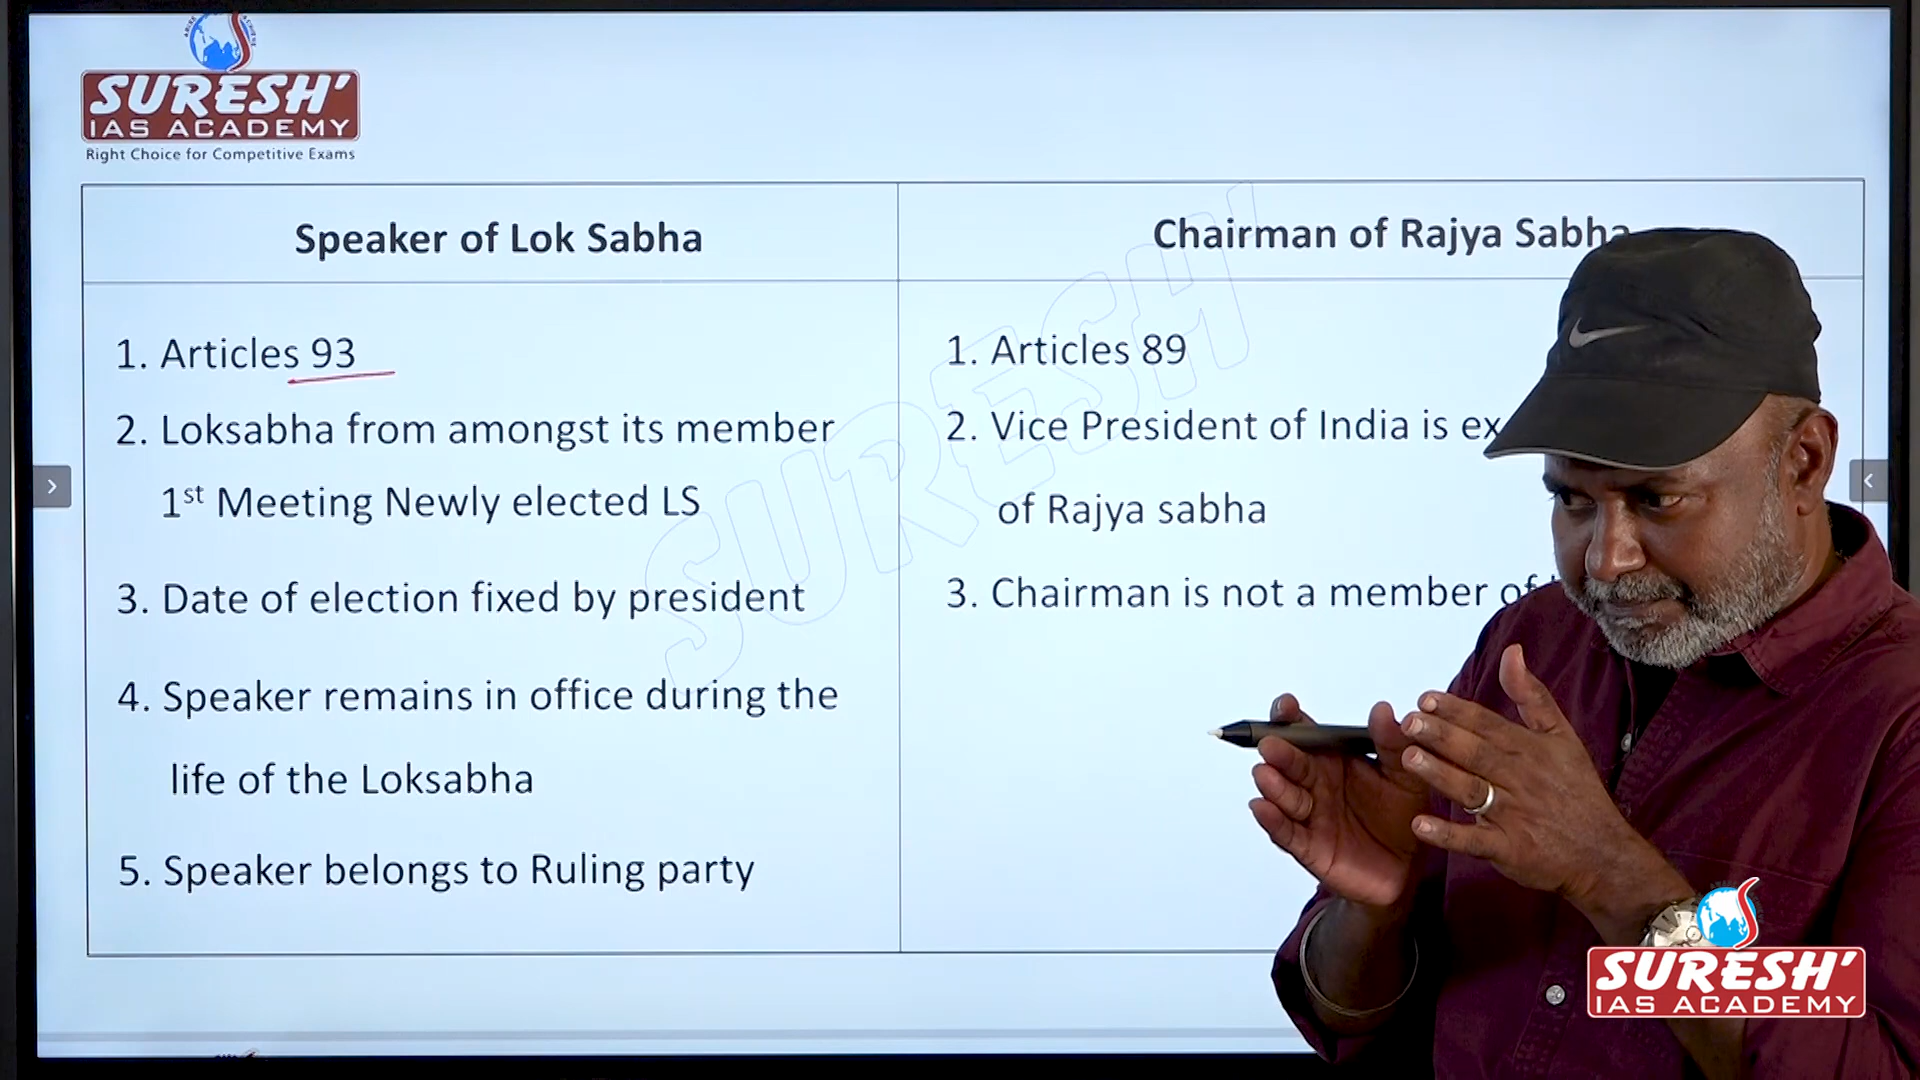 SURESH'
IAS ACADEMY
Right Choice for Competitive Exams
Speaker of Lok Sabha
1. Articles 93
2. Loksabha from amongst its member
1st Meeting Newly elected LS
3. Date of election fixed by president
4. Speaker remains in office during the
life of the Loksabha
5. Speaker belongs to Ruling party
Chairman of Rajya Sabha
1. Articles 89
2. Vice President of India is ex
of Rajya sabha
3. Chairman is not a member of
SURESH
SURESH'
IAS ACADEMY